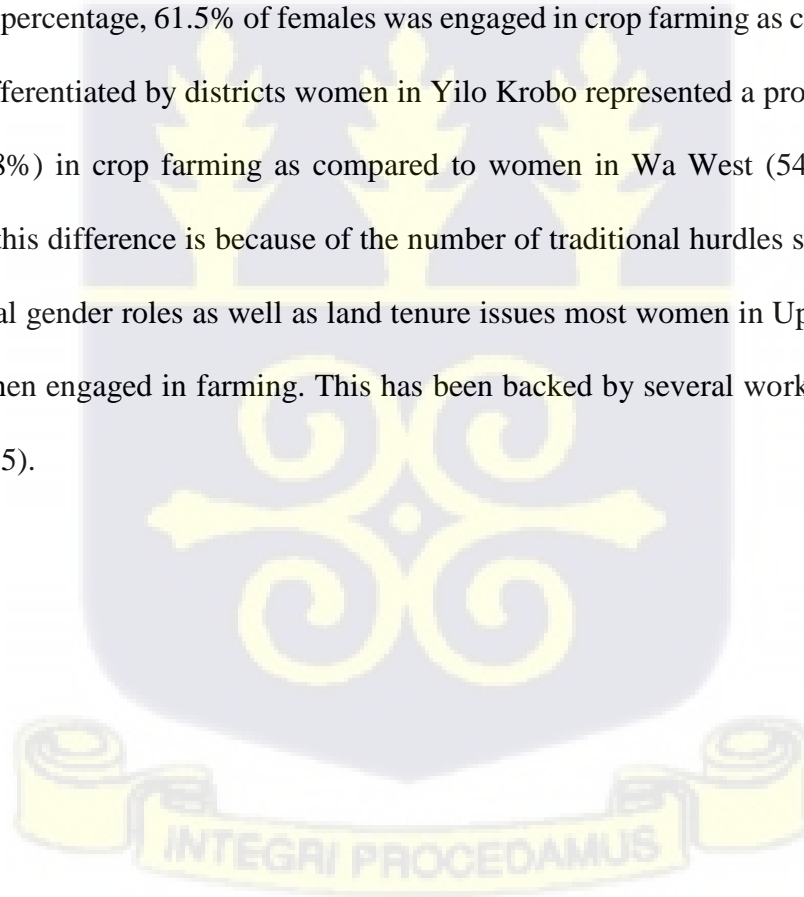 percentage, 61.5% of females was engaged in crop farming as c
fferentiated by districts women in Yilo Krobo represented a pro
8%) in crop farming as compared to women in Wa West (54
this difference is because of the number of traditional hurdles s
al gender roles as well as land tenure issues most women in Up
nen engaged in farming. This has been backed by several work
5).
INTEGRI PROCEDAMUS